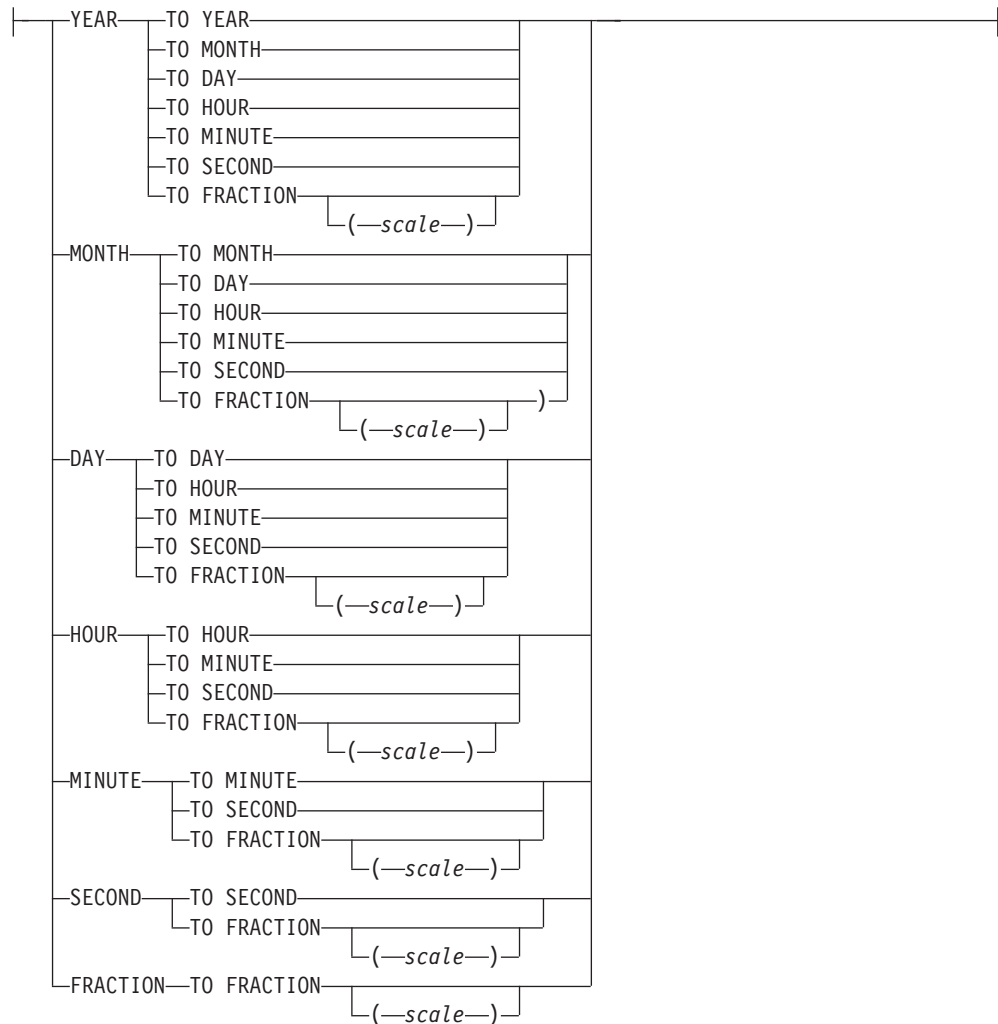 YEAR TO YEAR
TO MONTH
TO DAY
TO HOUR
TO MINUTE
TO SECOND
TO FRACTION
( scale )
MONTH TO MONTH
TO DAY
TO HOUR
TO MINUTE
TO SECOND
TO FRACTION )
( scale )
DAY TO DAY
TO HOUR
TO MINUTE
TO SECOND
TO FRACTION
( scale )
HOUR TO HOUR
TO MINUTE
TO SECOND
TO FRACTION
( scale )
MINUTE TO MINUTE
TO SECOND
TO FRACTION
( scale )
SECOND TO SECOND
TO FRACTION
( scale )
FRACTION TO FRACTION
( scale )